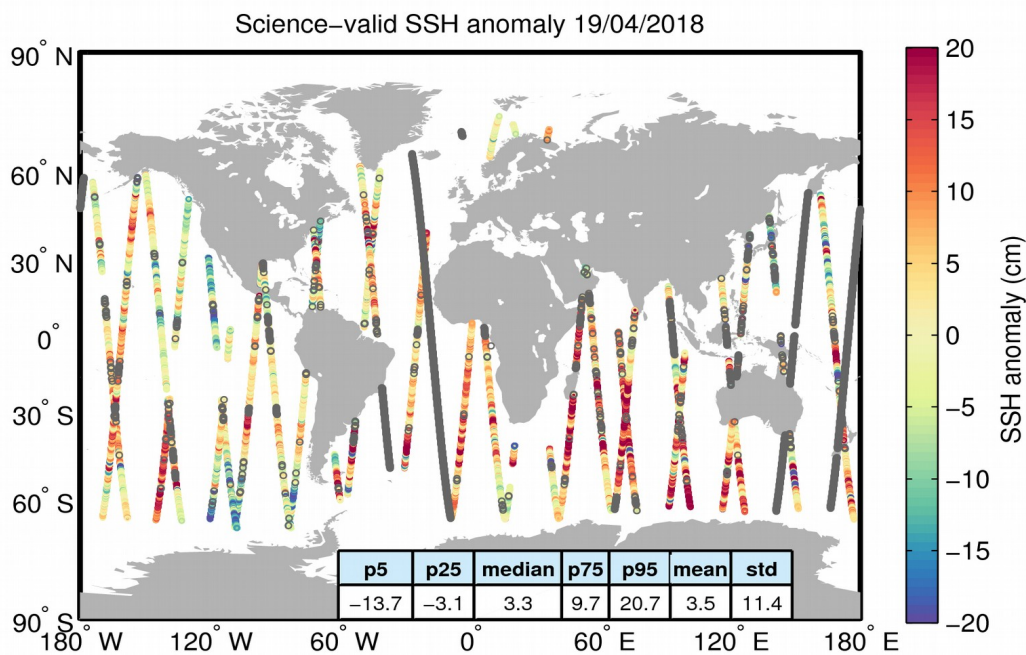 Science−valid SSH anomaly 19/04/2018
90° N
60° N
30° N
0°
30° S
60° S
90° S
180° W
120° W
60° W
0°
60° E
120° E
180° E
p5 p25 median p75 p95 mean std
−13.7 −3.1 3.3 9.7 20.7 3.5 11.4
20
15
10
5
0
−5
−10
−15
−20
SSH anomaly (cm)